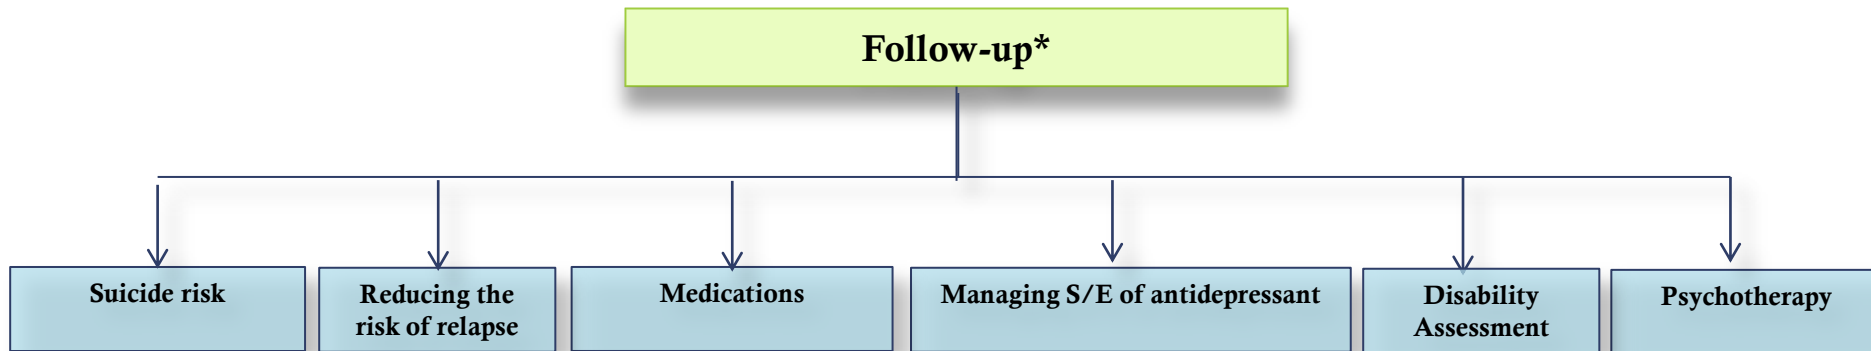 Follow-up*
Suicide risk
Reducing the
risk of relapse
Medications
Managing S/E of antidepressant
Disability
Assessment
Psychotherapy